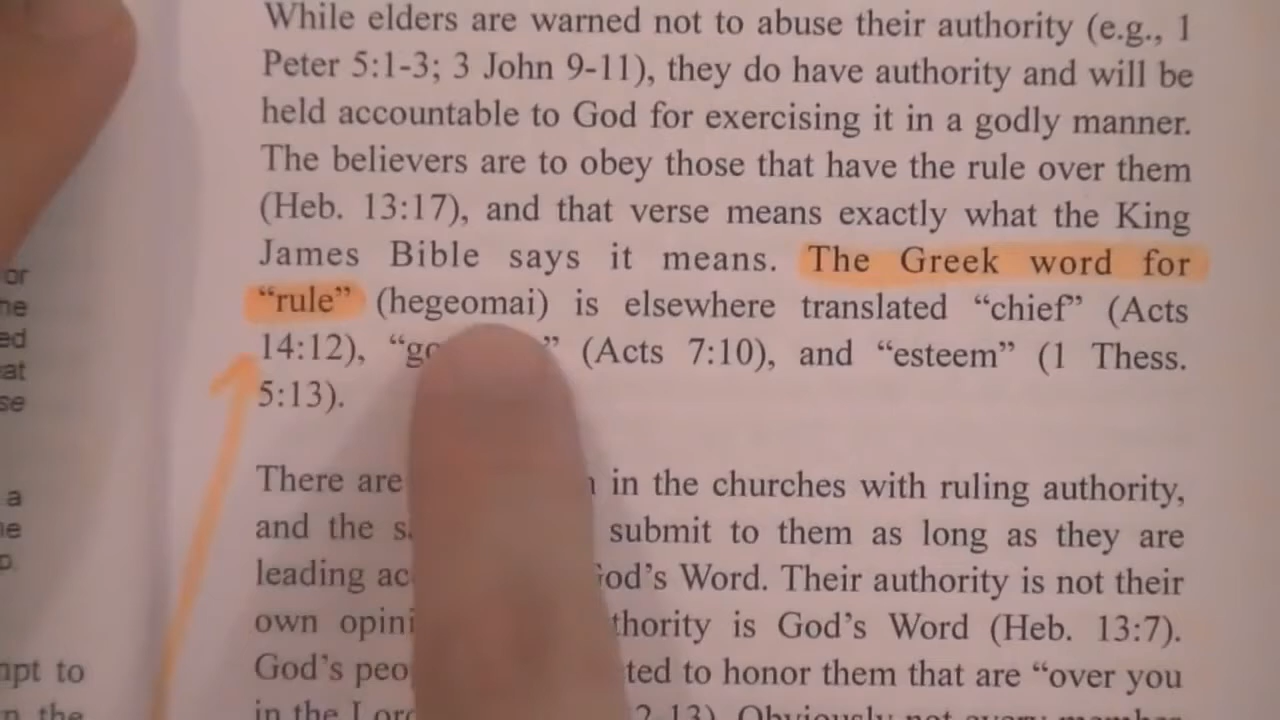 While elders are warned not to abuse their authority (e.g., 1
Peter 5:1-3; 3 John 9-11), they do have authority and will be
held accountable to God for exercising it in a godly manner.
The believers are to obey those that have the rule over them
(Heb. 13:17), and that verse means exactly what the King
James Bible says it means. The Greek word for
“rule” (hegeomai) is elsewhere translated “chief” (Acts
14:12), ” (Acts 7:10), and “esteem” (1 Thess.
5:13).
There are in the churches with ruling authority,
and the submit to them as long as they are
leading God’s Word. Their authority is not their
own is God’s Word (Heb. 13:7).
God’s to honor them that are “over you
in the
or
a
to
the